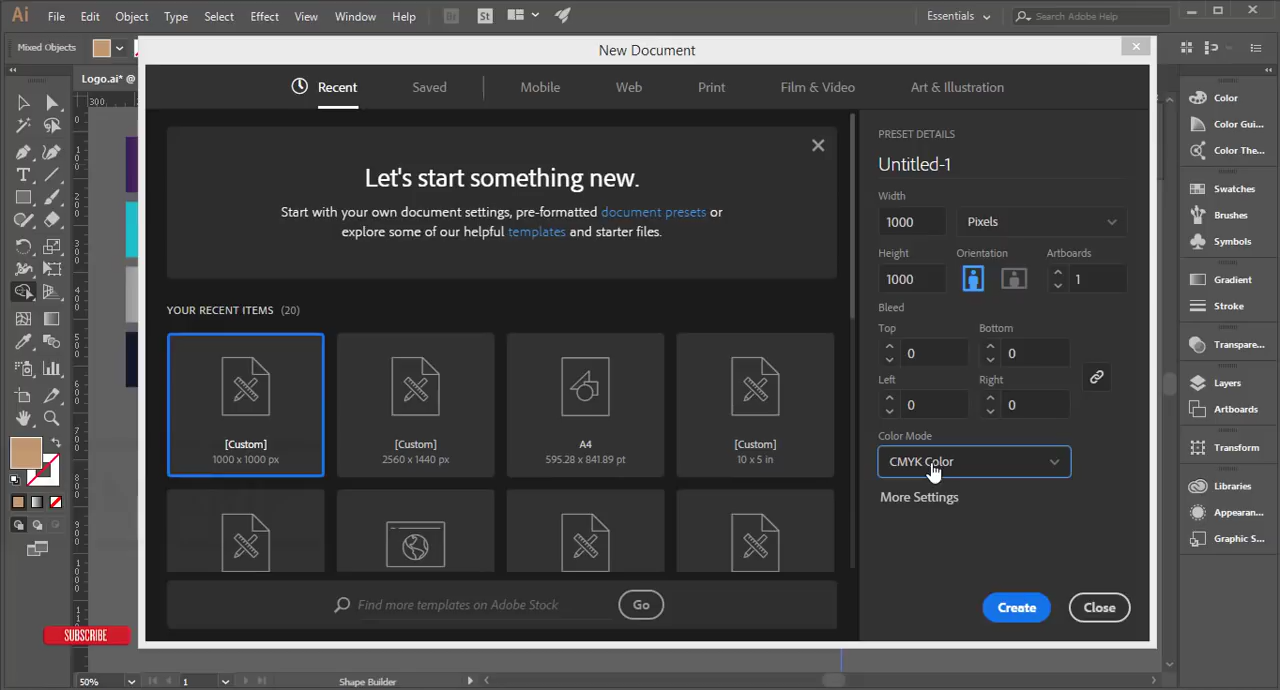 Ai File Edit Object Type Select Effect View Window Help Br St Essentials Search Adobe Help
Mixed Objects
New Document
Logo.ai* @
Recent Saved Mobile Web Print Film & Video Art & Illustration
300
Let's start something new.
Start with your own document settings, pre-formatted document presets or
explore some of our helpful templates and starter files.
YOUR RECENT ITEMS (20)
[Custom]
1000 x 1000 px
[Custom]
2560 x 1440 px
A4
595.28 x 841.89 pt
[Custom]
10 x 5 in
Find more templates on Adobe Stock
Go
PRESET DETAILS
Untitled-1
Width
1000 Pixels
Height Orientation Artboards
1000 1
Bleed
Top Bottom
0 0
Left Right
0 0
Color Mode
CMYK Color
More Settings
Create Close
Color
Color Gui...
Color The...
Swatches
Brushes
Symbols
Gradient
Stroke
Transpare...
Layers
Artboards
Transform
Libraries
Appearan...
Graphic S...
SUBSCRIBE
50% 1 Shape Builder